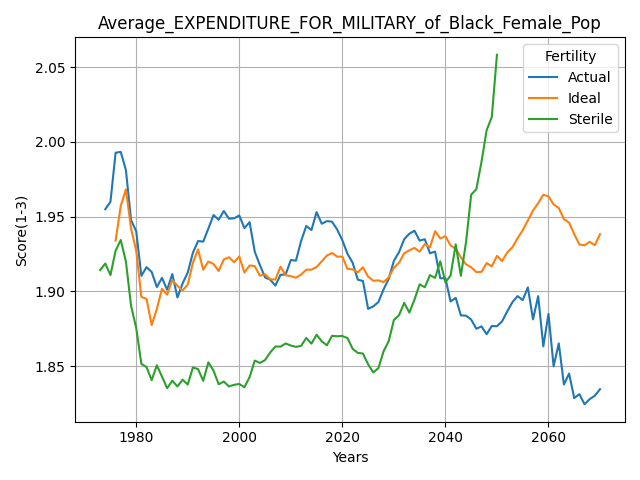 Average_EXPENDITURE_FOR_MILITARY_of_Black_Female_Pop
Fertility
Actual
Ideal
Sterile
Score(1-3)
2.05
2.00
1.95
1.90
1.85
1980 2000 2020 2040 2060
Years